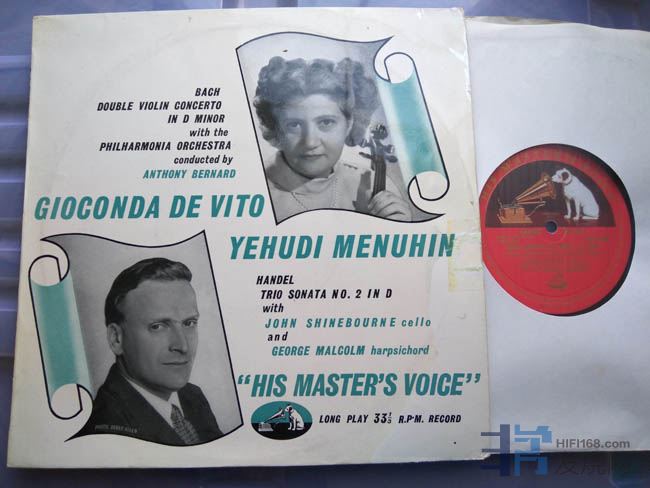 BACH
DOUBLE VIOLIN CONCERTO
IN D MINOR
with the
PHILHARMONIA ORCHESTRA
conducted by
ANTHONY BERNARD
GIOCONDA DE VITO
YEHUDI MENUHIN
HANDEL
TRIO SONATA NO. 2 IN D
with
JOHN SHINEBOURNE cello
and
GEORGE MALCOLM harpsichord
"HIS MASTER'S VOICE"
LONG PLAY 33⅓ R.P.M. RECORD
HIFI168.com